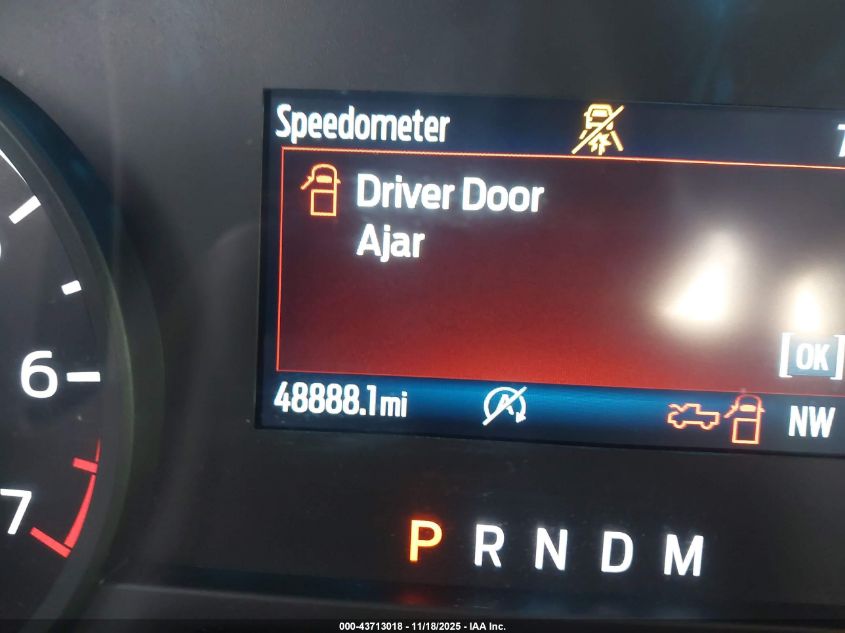 Speedometer
Driver Door
Ajar
[OK]
6
48888.1mi
NW
7
P R N D M
000-43713018 - 11/18/2025 - IAA Inc.